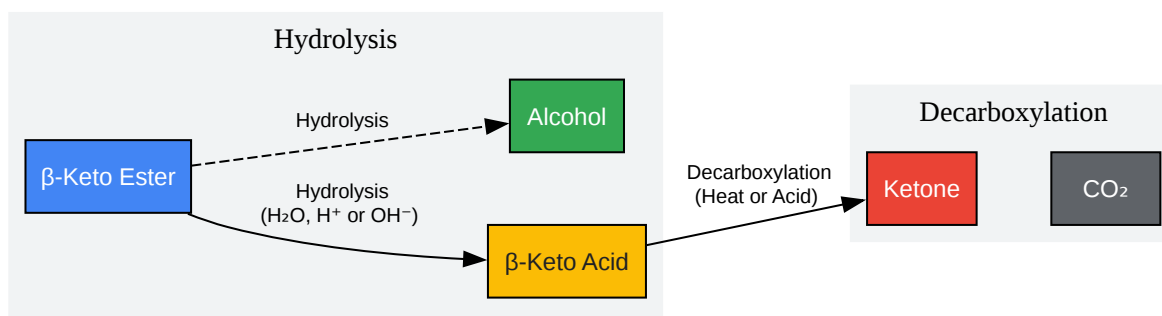 Hydrolysis
Alcohol
Hydrolysis
β-Keto Ester
Hydrolysis
(H₂O, H⁺ or OH⁻)
β-Keto Acid
Decarboxylation
(Heat or Acid)
Decarboxylation
Ketone
CO₂